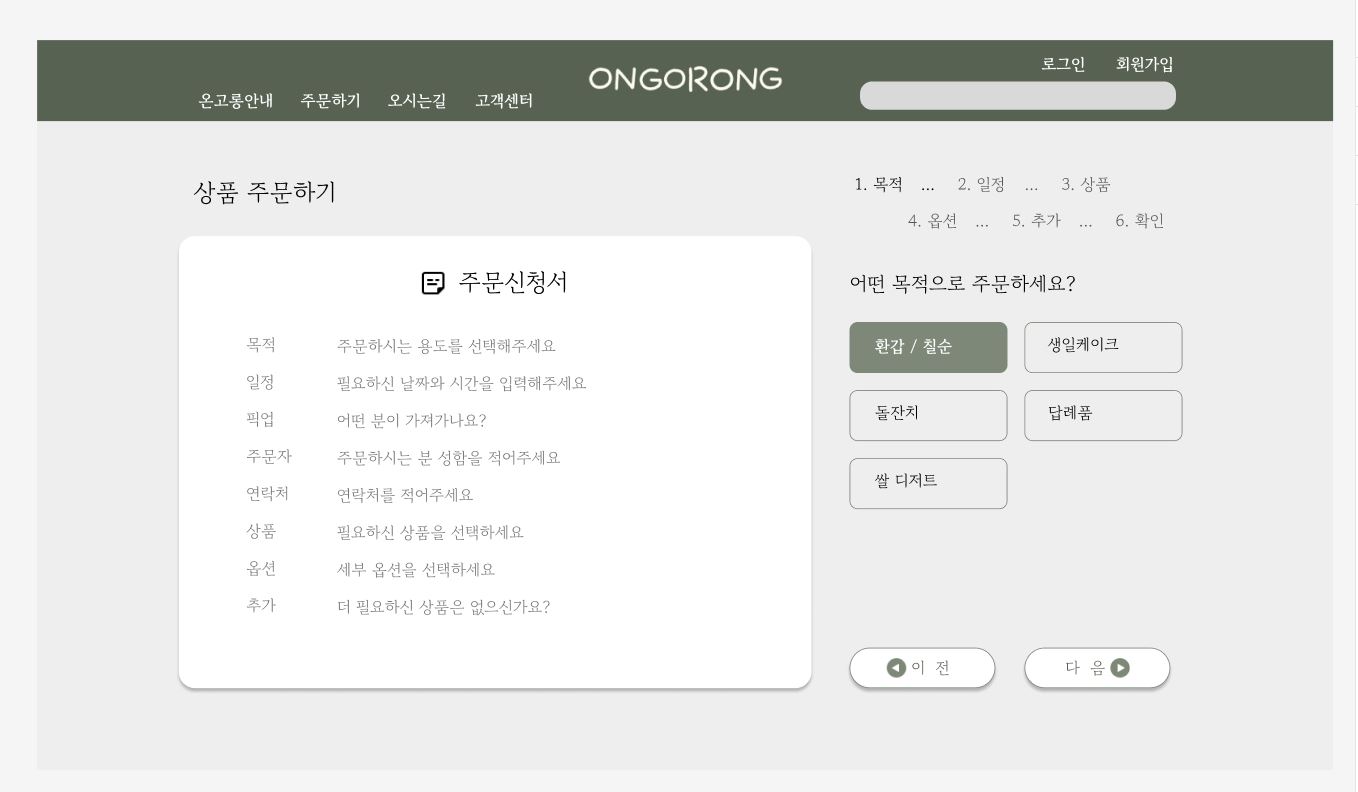 로그인 회원가입
온고롱안내 주문하기 오시는길 고객센터
ONGORONG
상품 주문하기
주문신청서
목적 주문하시는 용도를 선택해주세요
일정 필요하신 날짜와 시간을 입력해주세요
픽업 어떤 분이 가져가나요?
주문자 주문하시는 분 성함을 적어주세요
연락처 연락처를 적어주세요
상품 필요하신 상품을 선택하세요
옵션 세부 옵션을 선택하세요
추가 더 필요하신 상품은 없으신가요?
1. 목적 ... 2. 일정 ... 3. 상품
4. 옵션 ... 5. 추가 ... 6. 확인
어떤 목적으로 주문하세요?
환갑 / 칠순 생일케이크
돌잔치 답례품
쌀 디저트
이 전 다 음